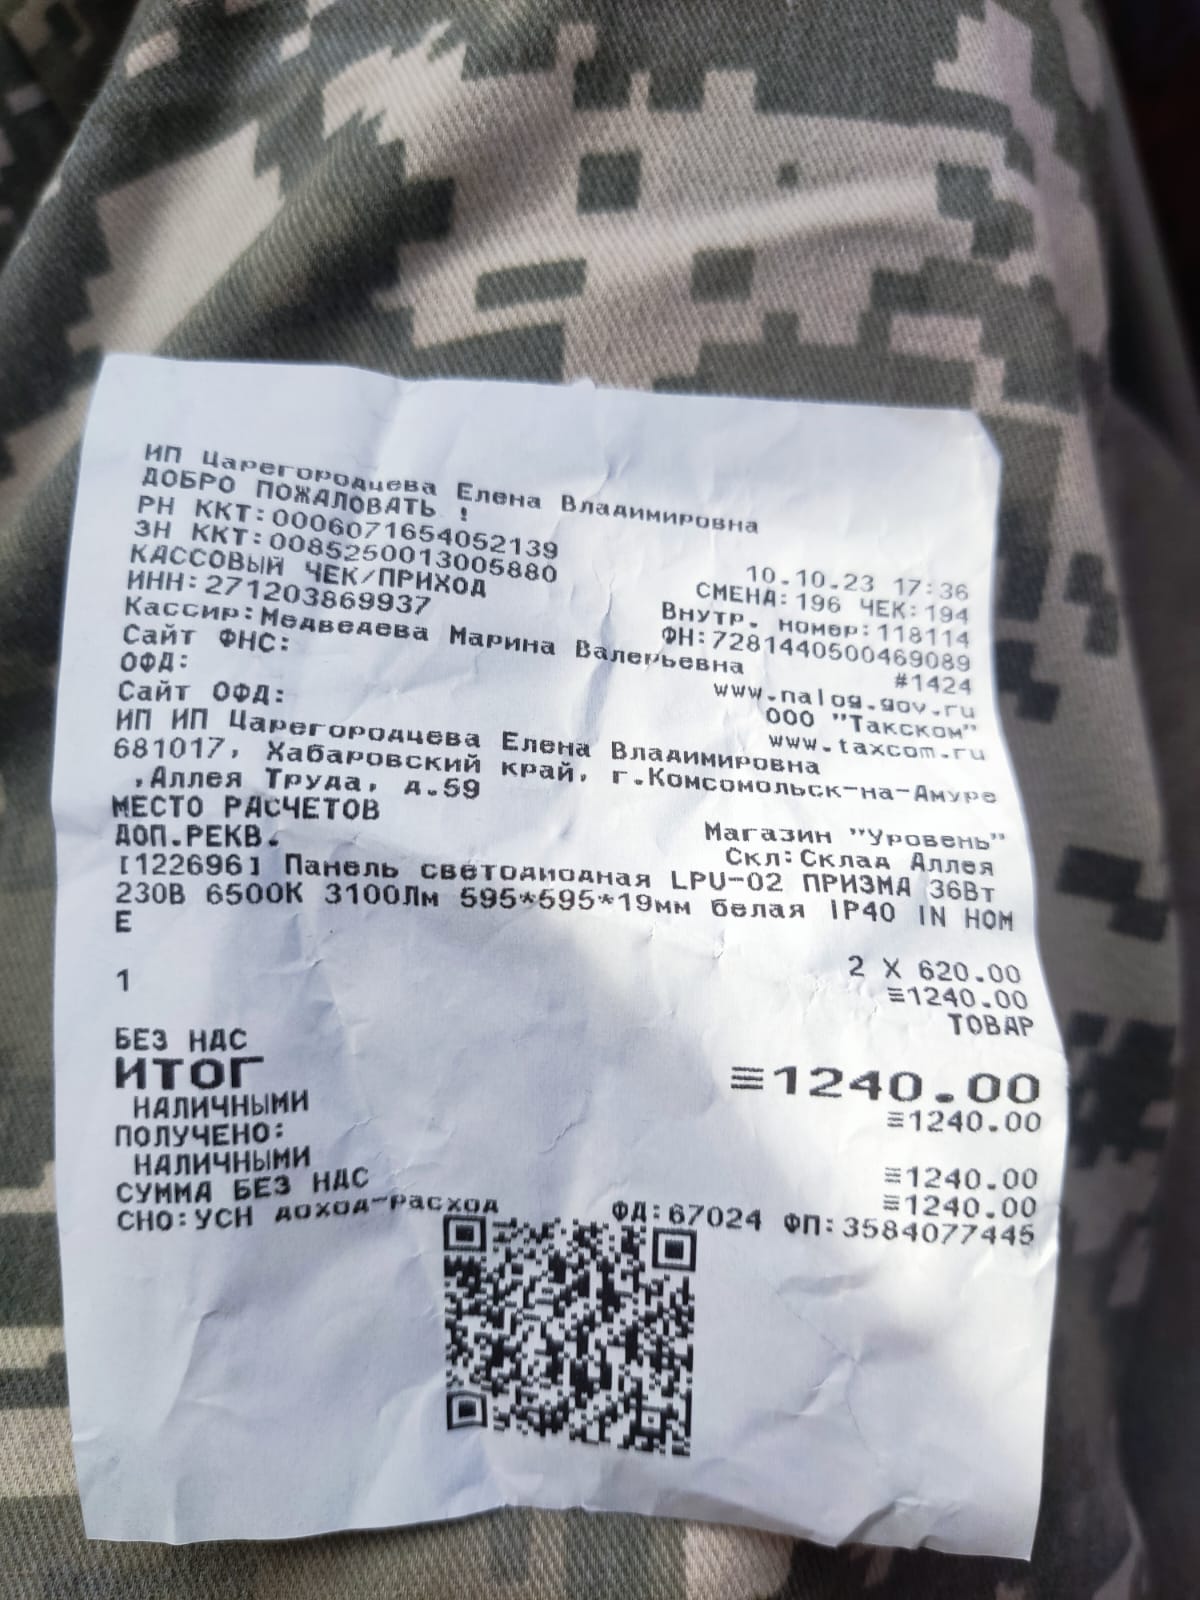 ИП Царегородцева Елена Владимировна
ДОБРО ПОЖАЛОВАТЬ !
РН ККТ:0006071654052139 10.10.23 17:36
ЗН ККТ:0085250013005880 СМЕНА:196 ЧЕК:194
КАССОВЫЙ ЧЕК/ПРИХОД Внутр. номер:118114
ИНН:271203869937 ФН:7281440500469089
Кассир:Медведева Марина Валерьевна #1424
Сайт ФНС: www.nalog.gov.ru
ОФД: ООО "Такском"
Сайт ОФД: www.taxcom.ru
ИП ИП Царегородцева Елена Владимировна
681017, Хабаровский край, г.Комсомольск-на-Амуре
,Аллея Труда, д.59
МЕСТО РАСЧЕТОВ Магазин "Уровень"
ДОП.РЕКВ. Скл:Склад Аллея
[122696] Панель светодиодная LPU-02 ПРИЗМА 36Вт
230В 6500К 3100Лм 595*595*19мм белая IP40 IN HOM
E
2 X 620.00
1 ≡1240.00
ТОВАР
БЕЗ НДС
ИТОГ ≡1240.00
НАЛИЧНЫМИ ≡1240.00
ПОЛУЧЕНО:
НАЛИЧНЫМИ ≡1240.00
СУММА БЕЗ НДС ≡1240.00
СНО:УСН доход-расход ФД:67024 ФП:3584077445